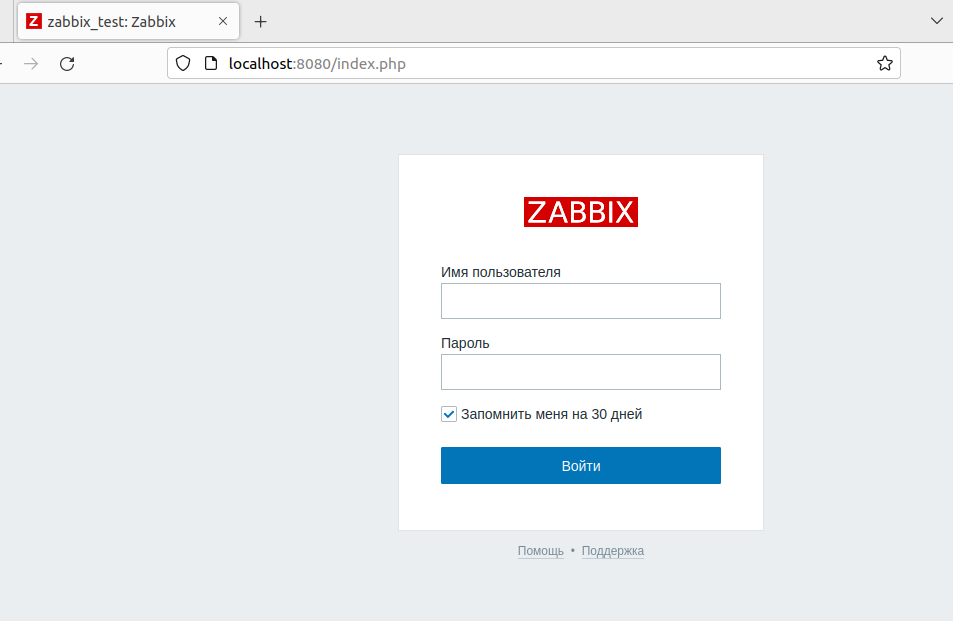 Z zabbix_test: Zabbix
localhost:8080/index.php
ZABBIX
Имя пользователя
Пароль
Запомнить меня на 30 дней
Войти
Помощь • Поддержка